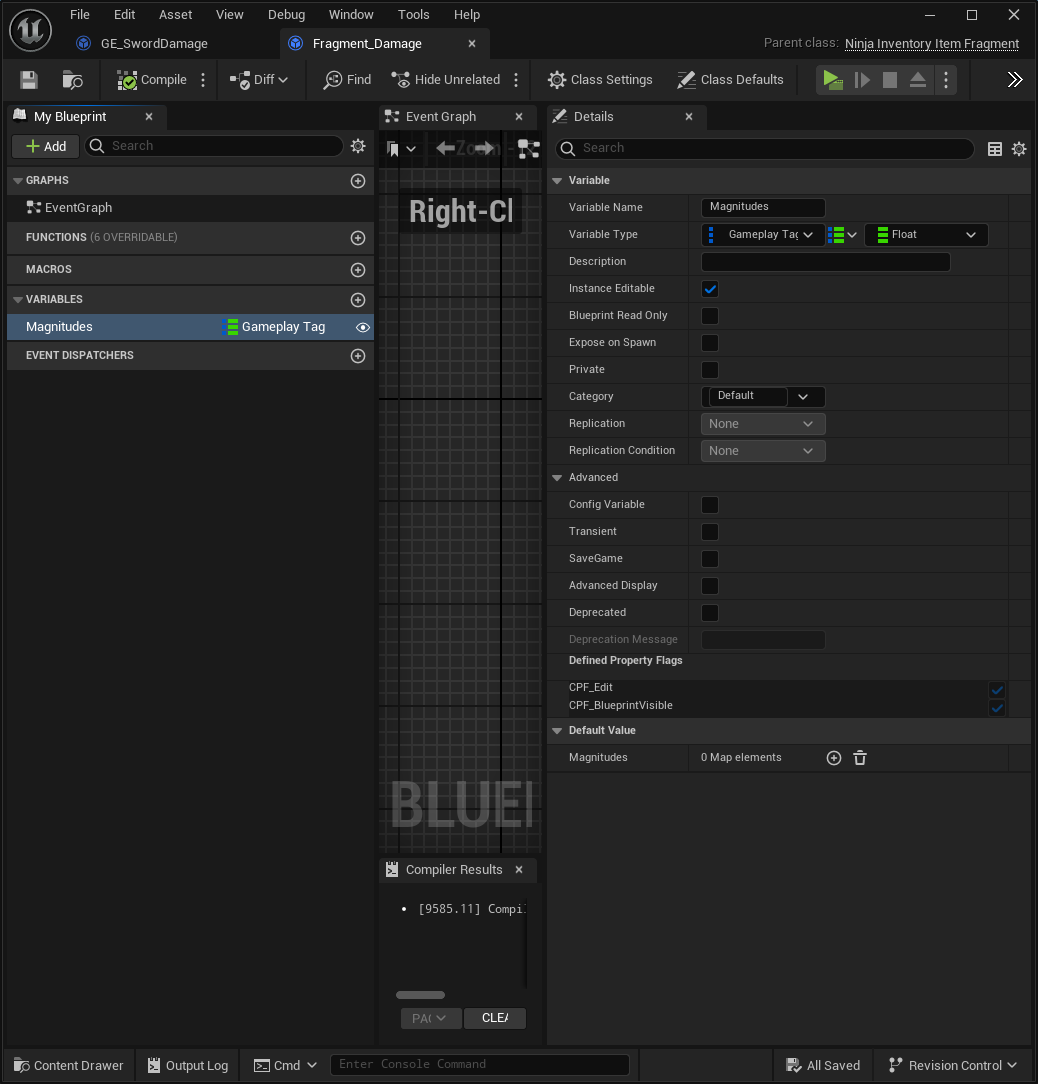 File Edit Asset View Debug Window Tools Help
GE_SwordDamage
Fragment_Damage
Parent class: Ninja Inventory Item Fragment
Compile
Diff
Find
Hide Unrelated
Class Settings
Class Defaults
My Blueprint
Add
Search
GRAPHS
EventGraph
FUNCTIONS (6 OVERRIDABLE)
MACROS
VARIABLES
Magnitudes Gameplay Tag
EVENT DISPATCHERS
Event Graph
Zoom -
Right-Cl
BLUEI
Compiler Results
[9585.11] Compi
PAG
CLEA
Details
Search
Variable
Variable Name Magnitudes
Variable Type Gameplay Tag Float
Description
Instance Editable
Blueprint Read Only
Expose on Spawn
Private
Category Default
Replication None
Replication Condition None
Advanced
Config Variable
Transient
SaveGame
Advanced Display
Deprecated
Deprecation Message
Defined Property Flags
CPF_Edit
CPF_BlueprintVisible
Default Value
Magnitudes 0 Map elements
Content Drawer
Output Log
Cmd
Enter Console Command
All Saved
Revision Control